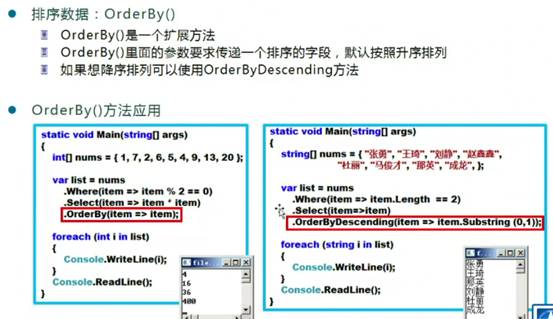 排序数据：OrderBy()
OrderBy()是一个扩展方法
OrderBy()里面的参数要求传递一个排序的字段，默认按照升序排列
如果想降序排列可以使用OrderByDescending方法
OrderBy()方法应用
static void Main(string[] args)
{
int[] nums = { 1, 7, 2, 6, 5, 4, 9, 13, 20 };
var list = nums
.Where(item => item % 2 == 0)
.Select(item => item * item)
.OrderBy(item => item);
foreach (int i in list)
{
Console.WriteLine(i);
}
Console.ReadLine();
}
file
4
16
36
400
static void Main(string[] args)
{
string[] nums = { "张勇", "王琦", "刘静", "赵鑫鑫",
"杜丽", "马俊才", "那英", "成龙", };
var list = nums
.Where(item => item.Length == 2)
.Select(item=>item)
.OrderByDescending(item => item.Substring (0,1));
foreach (string i in list)
{
Console.WriteLine(i);
}
Console.ReadLine();
}
张勇
王琦
那英
刘静
杜丽
成龙